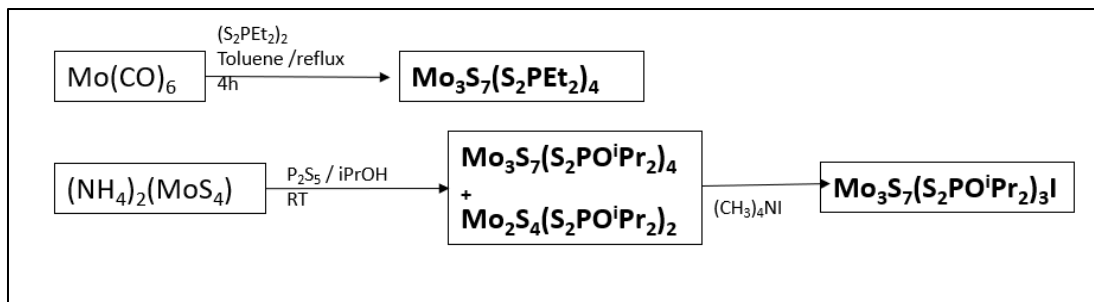 (S₂PEt₂)₂
Toluene /reflux
4h
Mo(CO)₆
Mo₃S₇(S₂PEt₂)₄
(NH₄)₂(MoS₄)
P₂S₅ / iPrOH
RT
Mo₃S₇(S₂POⁱPr₂)₄
+
Mo₂S₄(S₂POⁱPr₂)₂
(CH₃)₄NI
Mo₃S₇(S₂POⁱPr₂)₃I